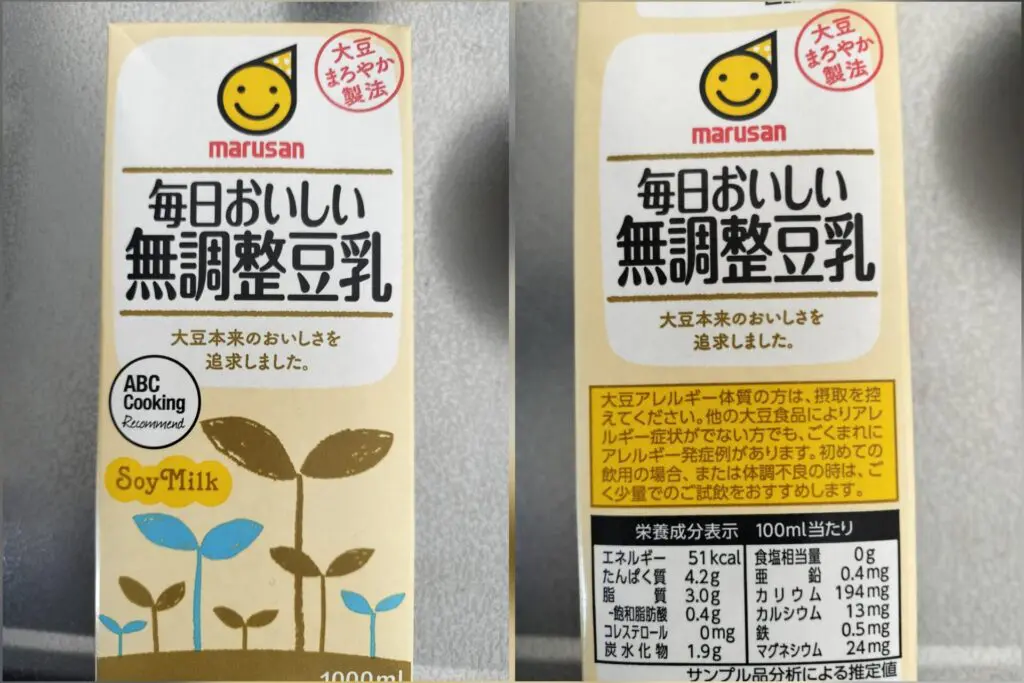 大豆
まろやか
製法
marusan
毎日おいしい
無調整豆乳
大豆本来のおいしさを
追求しました。
ABC
Cooking
Recommend
SoyMilk
1000ml
大豆
まろやか
製法
marusan
毎日おいしい
無調整豆乳
大豆本来のおいしさを
追求しました。
大豆アレルギー体質の方は、摂取を控
えてください。他の大豆食品によりアレ
ルギー症状がでない方でも、ごくまれに
アレルギー発症例があります。初めての
飲用の場合、または体調不良の時は、ご
く少量でのご試飲をおすすめします。
栄養成分表示 100ml当たり
エネルギー 51kcal
たんぱく質 4.2g
脂質 3.0g
-飽和脂肪酸 0.4g
コレステロール 0mg
炭水化物 1.9g
食塩相当量 0g
亜鉛 0.4mg
カリウム 194mg
カルシウム 13mg
鉄 0.5mg
マグネシウム 24mg
サンプル品分析による推定値